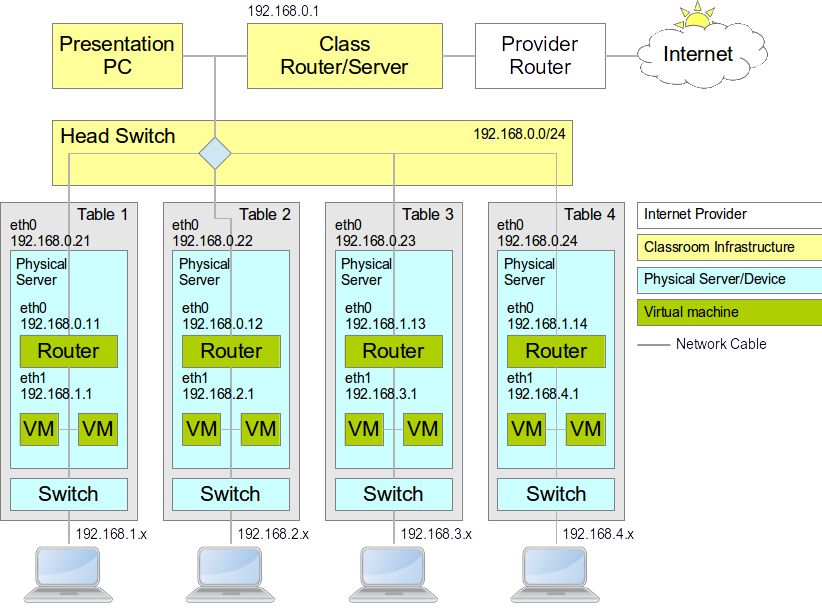 192.168.0.1
Presentation
PC
Class
Router/Server
Provider
Router
Internet
Head Switch
192.168.0.0/24
Table 1
eth0
192.168.0.21
Physical
Server
eth0
192.168.0.11
Router
eth1
192.168.1.1
VM VM
Switch
192.168.1.x
Table 2
eth0
192.168.0.22
Physical
Server
eth0
192.168.0.12
Router
eth1
192.168.2.1
VM VM
Switch
192.168.2.x
Table 3
eth0
192.168.0.23
Physical
Server
eth0
192.168.1.13
Router
eth1
192.168.3.1
VM VM
Switch
192.168.3.x
Table 4
eth0
192.168.0.24
Physical
Server
eth0
192.168.1.14
Router
eth1
192.168.4.1
VM VM
Switch
192.168.4.x
Internet Provider
Classroom Infrastructure
Physical Server/Device
Virtual machine
Network Cable